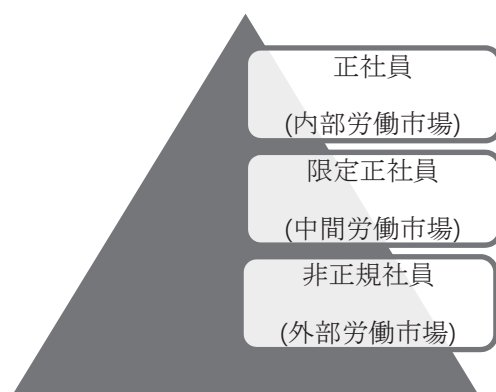 正社員
(内部労働市場)
限定正社員
(中間労働市場)
非正規社員
(外部労働市場)